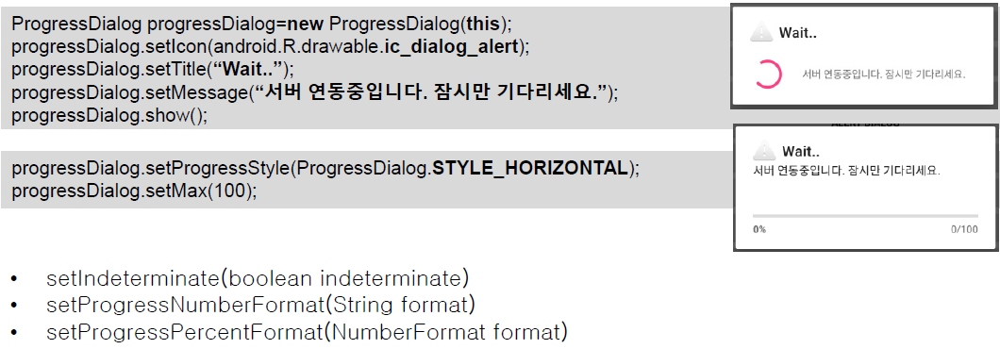 ProgressDialog progressDialog=new ProgressDialog(this);
progressDialog.setIcon(android.R.drawable.ic_dialog_alert);
progressDialog.setTitle(“Wait..”);
progressDialog.setMessage(“서버 연동중입니다. 잠시만 기다리세요.”);
progressDialog.show();
Wait..
서버 연동중입니다. 잠시만 기다리세요.
progressDialog.setProgressStyle(ProgressDialog.STYLE_HORIZONTAL);
progressDialog.setMax(100);
ALERT DIALOG
Wait..
서버 연동중입니다. 잠시만 기다리세요.
0% 0/100
• setIndeterminate(boolean indeterminate)
• setProgressNumberFormat(String format)
• setProgressPercentFormat(NumberFormat format)